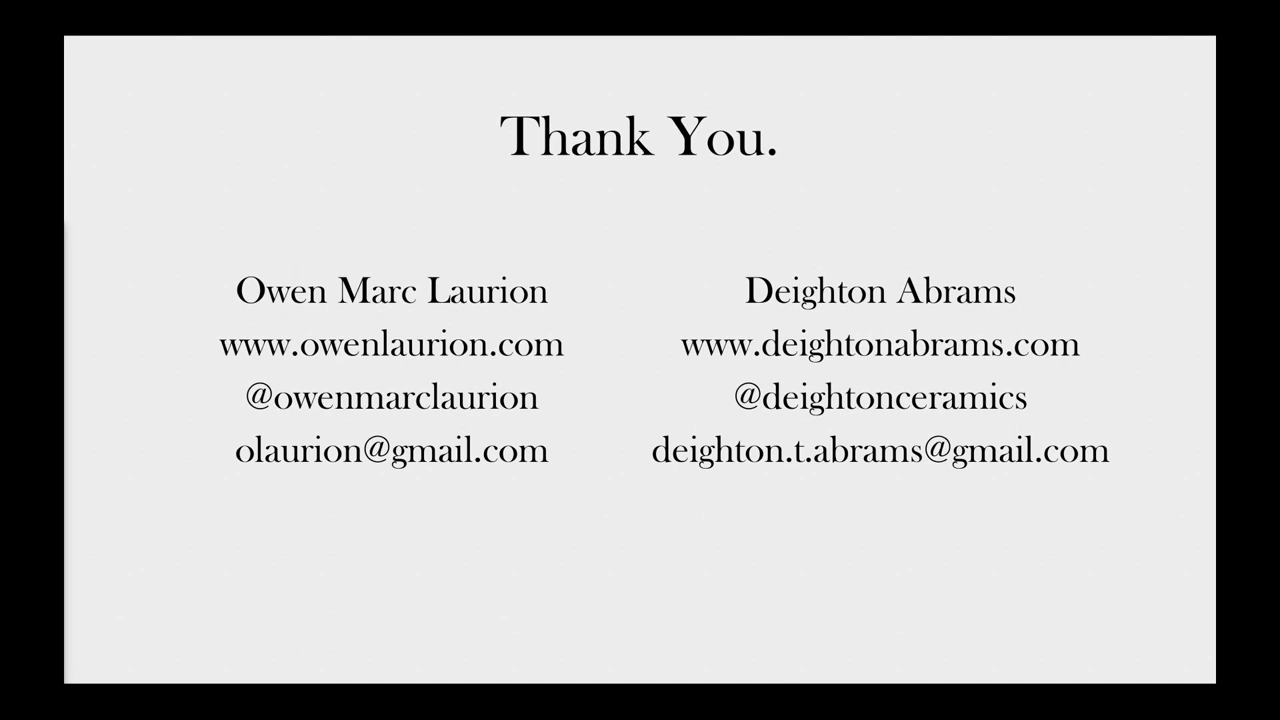 Thank You.
Owen Marc Laurion
www.owenlaurion.com
@owenmarclaurion
olaurion@gmail.com
Deighton Abrams
www.deightonabrams.com
@deightonceramics
deighton.t.abrams@gmail.com